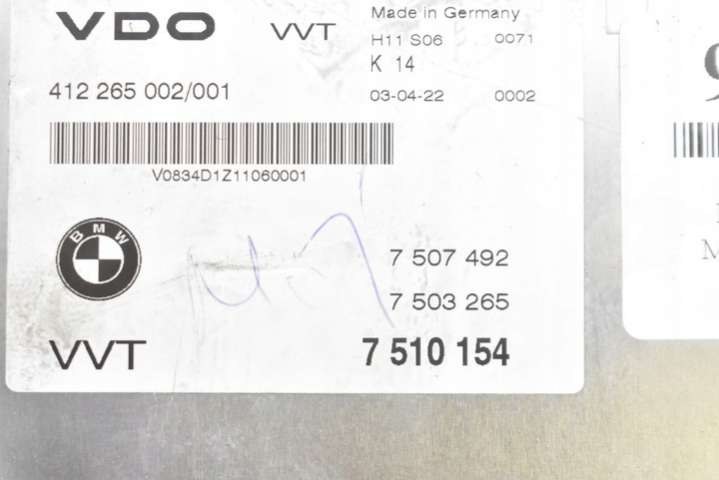 VDO VVT Made in Germany
H11 S06 0071
K 14
412 265 002/001 03-04-22 0002
V0834D1Z11060001
BMW
7 507 492
7 503 265
VVT 7 510 154